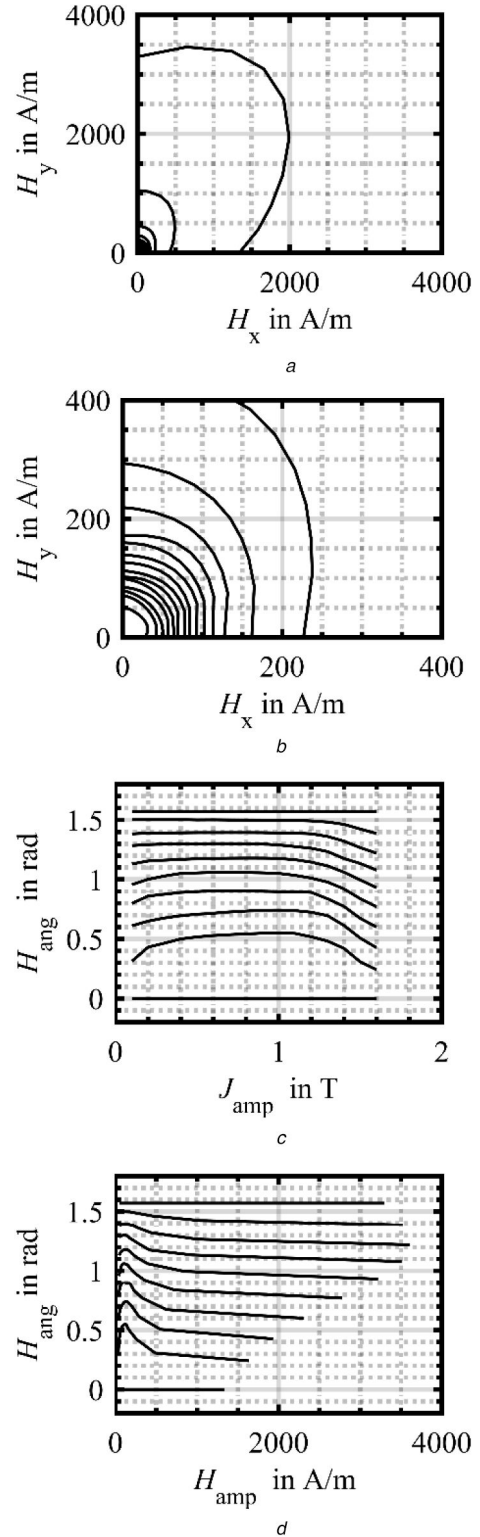 4000
2000
0
H_y in A/m
0 2000 4000
H_x in A/m
a
400
200
0
H_y in A/m
0 200 400
H_x in A/m
b
1.5
1
0.5
0
H_ang in rad
0 1 2
J_amp in T
c
1.5
1
0.5
0
H_ang in rad
0 2000 4000
H_amp in A/m
d